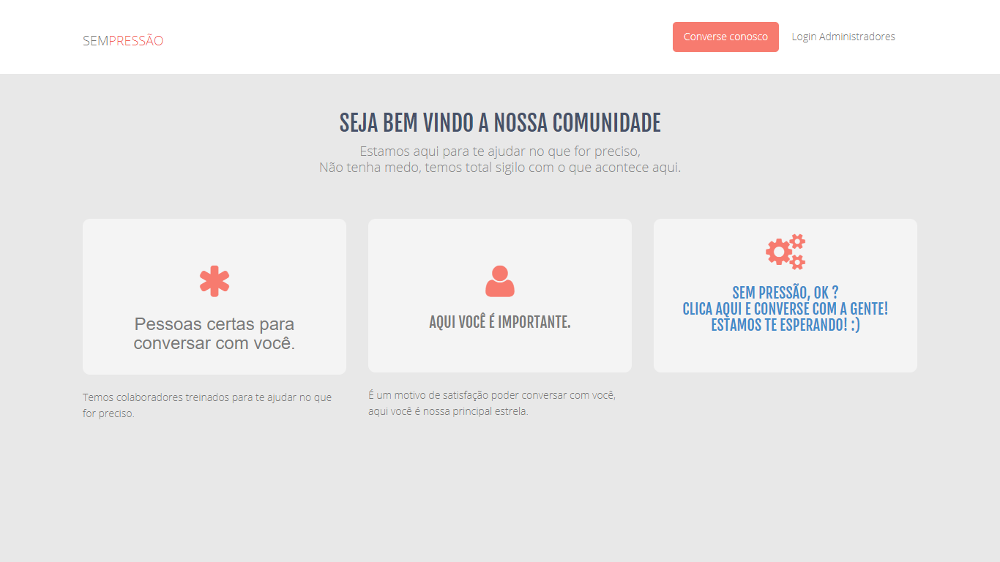 SEMPRESSÃO
Converse conosco
Login Administradores
SEJA BEM VINDO A NOSSA COMUNIDADE
Estamos aqui para te ajudar no que for preciso,
Não tenha medo, temos total sigilo com o que acontece aqui.
Pessoas certas para
conversar com você.
Temos colaboradores treinados para te ajudar no que
for preciso.
AQUI VOCÊ É IMPORTANTE.
É um motivo de satisfação poder conversar com você,
aqui você é nossa principal estrela.
SEM PRESSÃO, OK ?
CLICA AQUI E CONVERSE COM A GENTE!
ESTAMOS TE ESPERANDO! :)